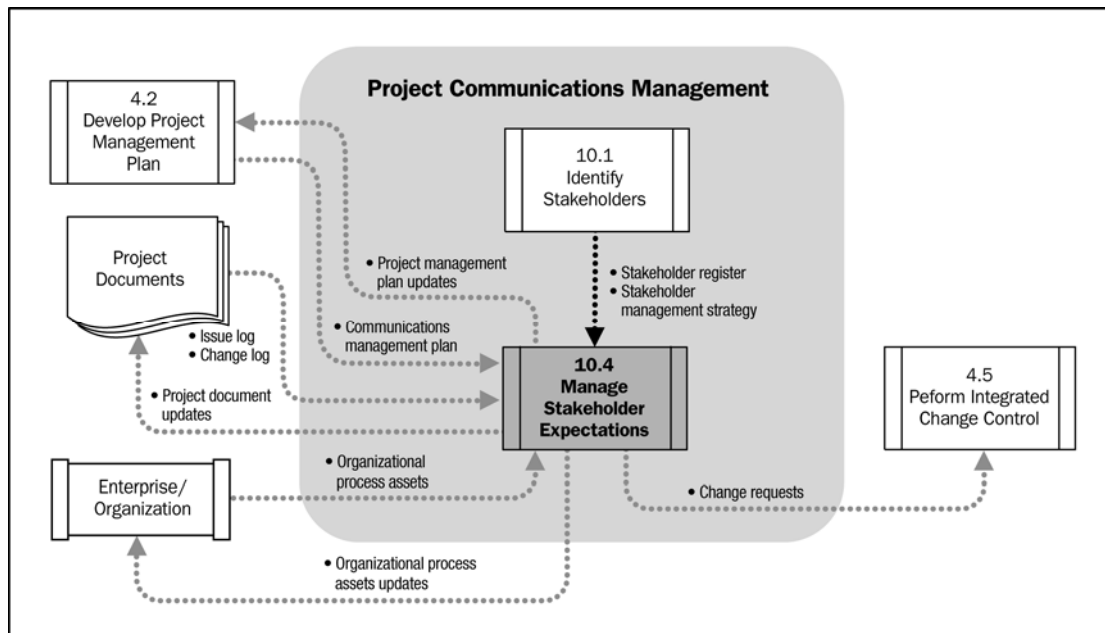 Project Communications Management
4.2
Develop Project
Management
Plan
10.1
Identify
Stakeholders
Project
Documents
• Project management
plan updates
• Stakeholder register
• Stakeholder
management strategy
• Issue log
• Change log
• Communications
management plan
10.4
Manage
Stakeholder
Expectations
4.5
Peform Integrated
Change Control
• Project document
updates
Enterprise/
Organization
• Organizational
process assets
• Change requests
• Organizational process
assets updates